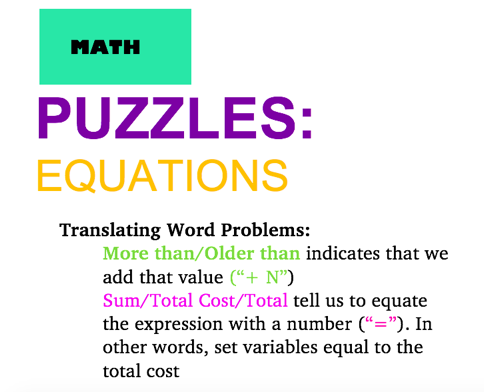 MATH
PUZZLES:
EQUATIONS
Translating Word Problems:
More than/Older than indicates that we
add that value (“+ N”)
Sum/Total Cost/Total tell us to equate
the expression with a number (“=”). In
other words, set variables equal to the
total cost